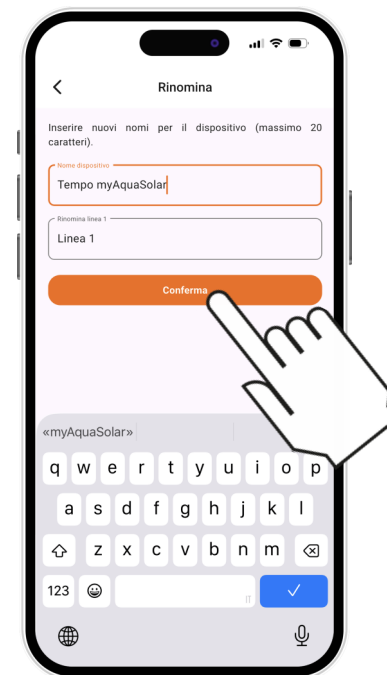 Rinomina
Inserire nuovi nomi per il dispositivo (massimo 20
caratteri).
Nome dispositivo
Tempo myAquaSolar
Rinomina linea 1
Linea 1
Conferma
«myAquaSolar»
q w e r t y u i o p
a s d f g h j k l
z x c v b n m
123
IT